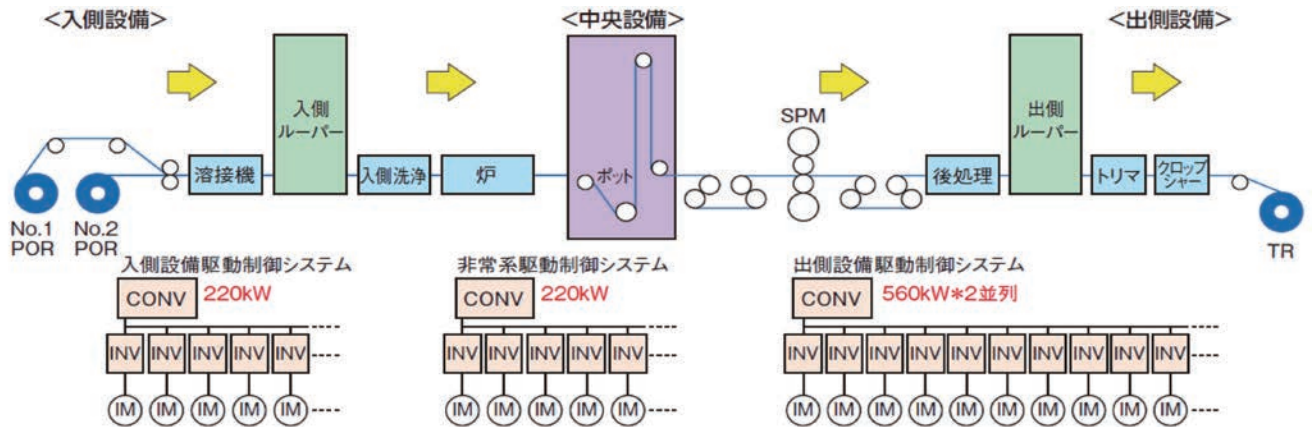 <入側設備>
<中央設備>
<出側設備>
No.1
POR
No.2
POR
溶接機
入側
ルーパー
入側洗浄
炉
ポット
SPM
後処理
出側
ルーパー
トリマ
クロップ
シャー
TR
入側設備駆動制御システム
CONV
220kW
INV
INV
INV
INV
INV
IM
IM
IM
IM
IM
非常系駆動制御システム
CONV
220kW
INV
INV
INV
INV
INV
IM
IM
IM
IM
IM
出側設備駆動制御システム
CONV
560kW*2並列
INV
INV
INV
INV
INV
INV
INV
INV
INV
INV
IM
IM
IM
IM
IM
IM
IM
IM
IM
IM